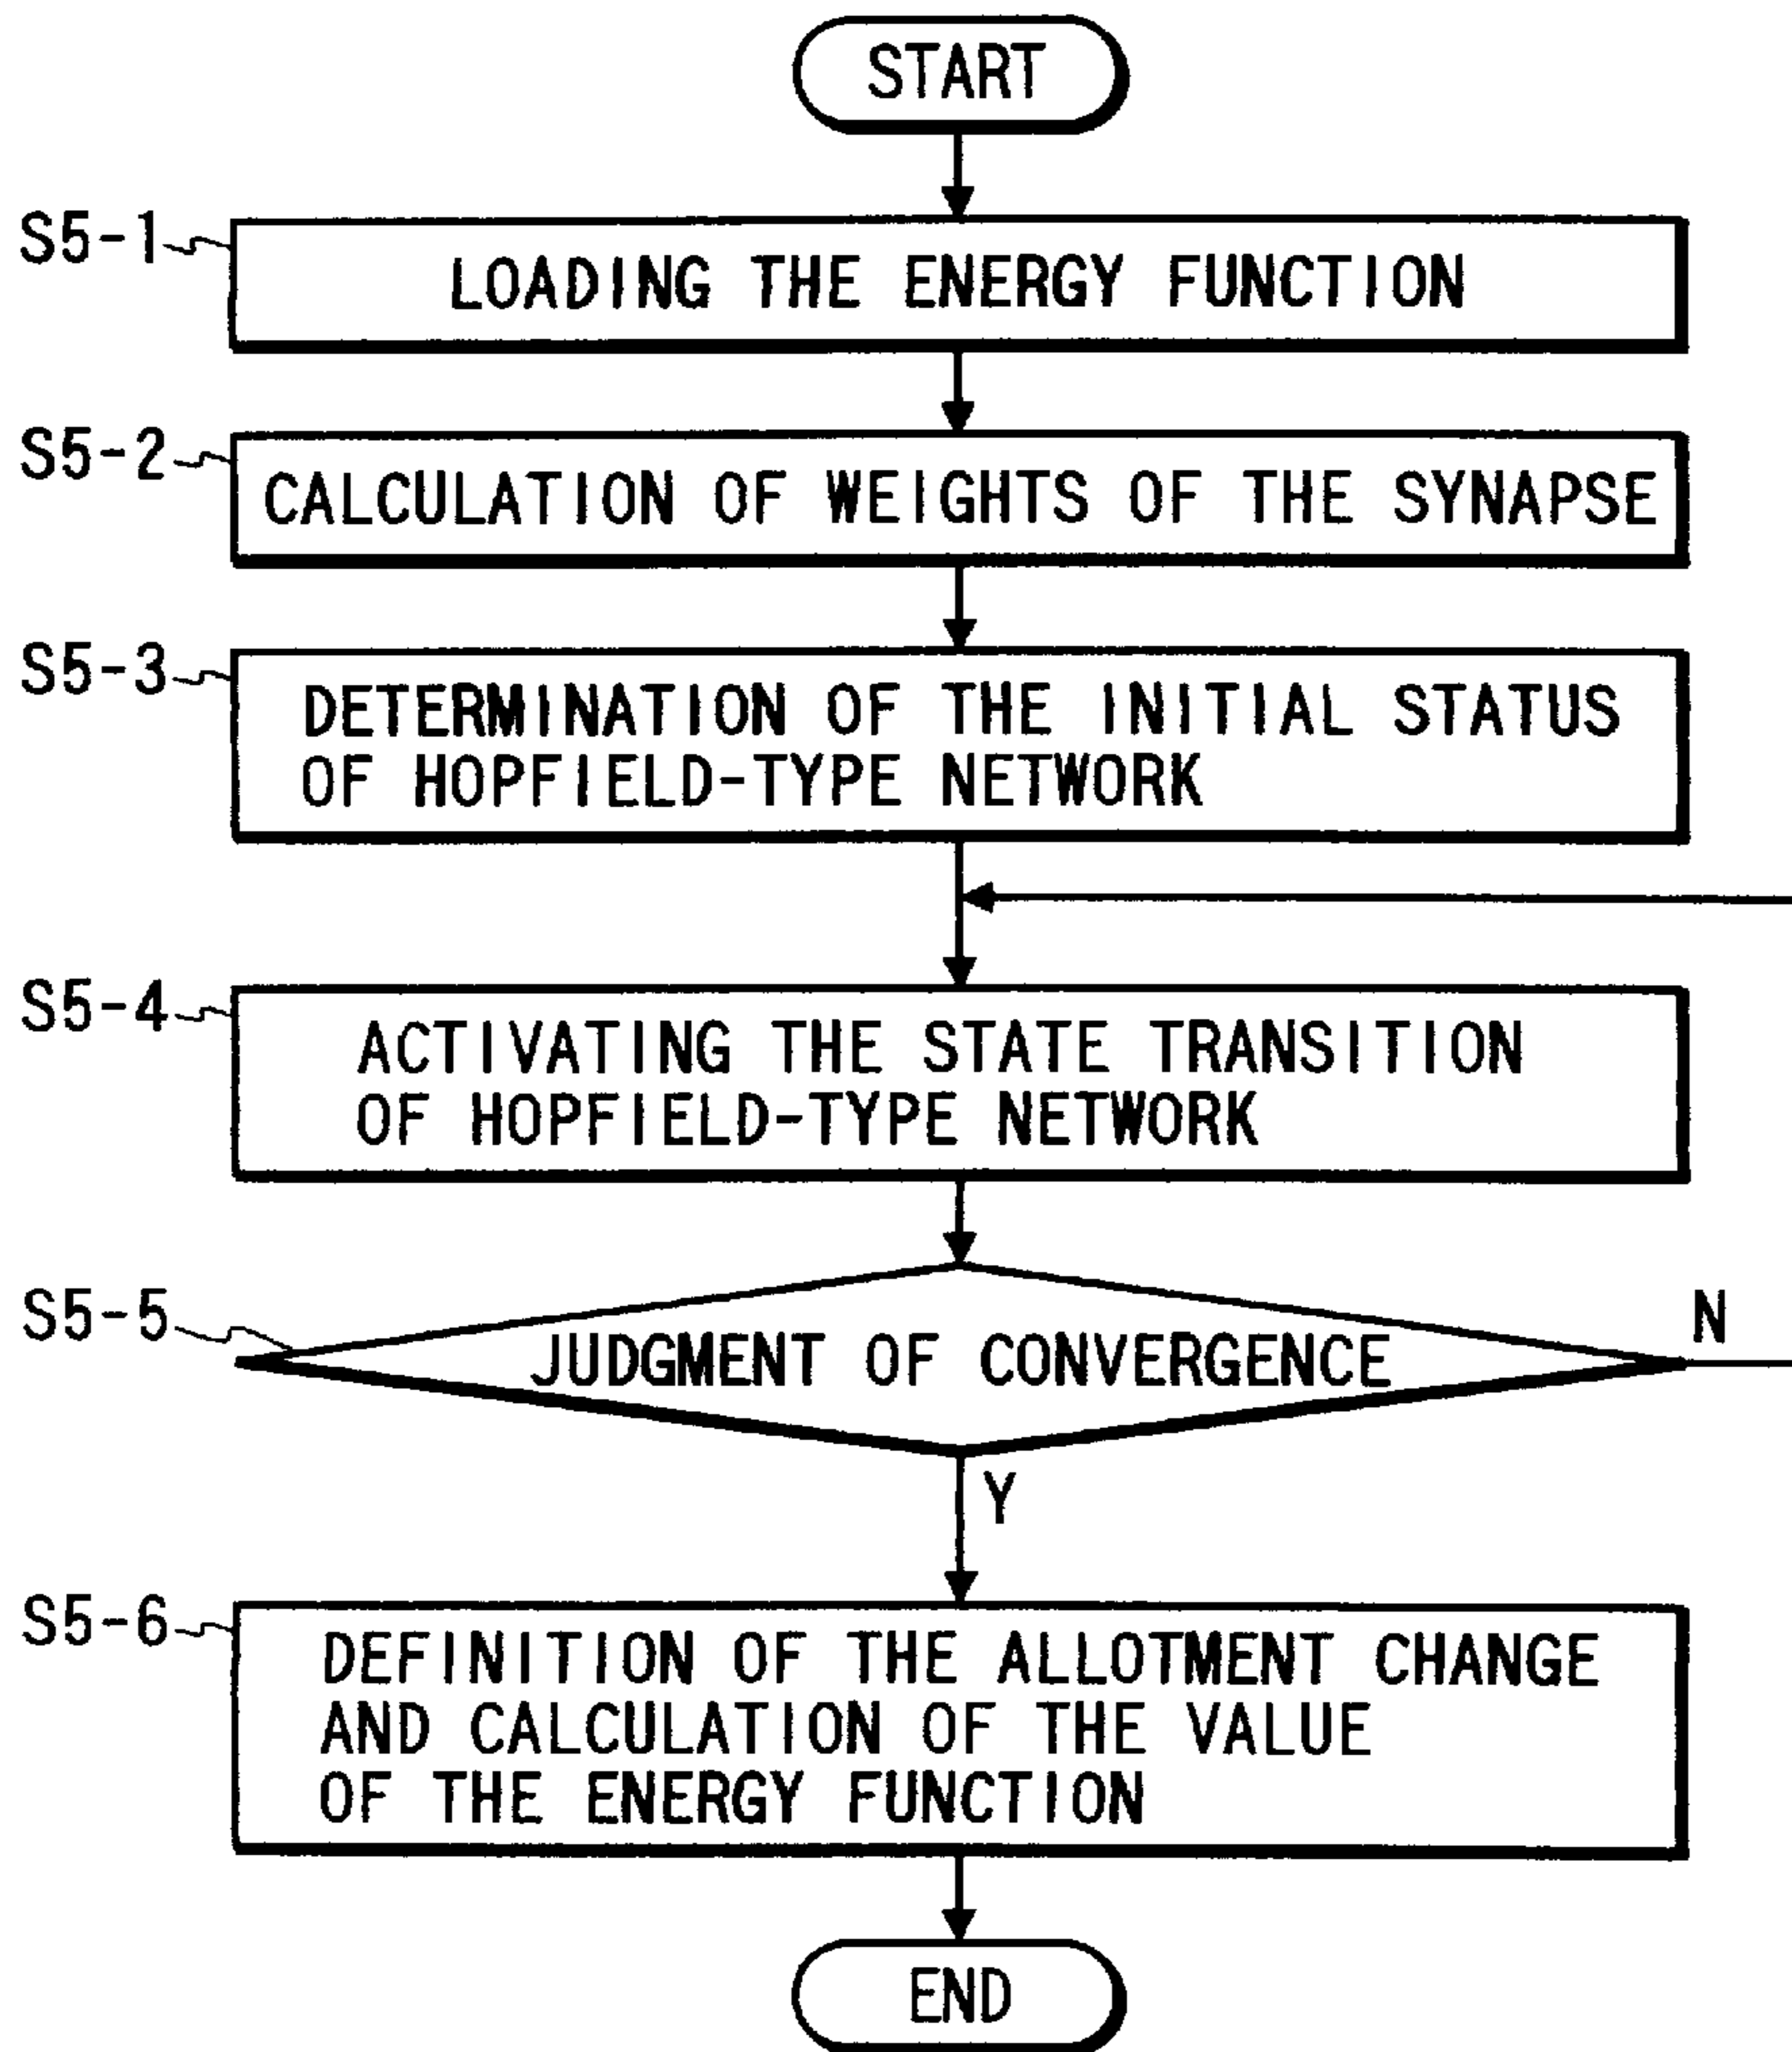 START
S5-1
LOADING THE ENERGY FUNCTION
S5-2
CALCULATION OF WEIGHTS OF THE SYNAPSE
S5-3
DETERMINATION OF THE INITIAL STATUS
OF HOPFIELD-TYPE NETWORK
S5-4
ACTIVATING THE STATE TRANSITION
OF HOPFIELD-TYPE NETWORK
S5-5
JUDGMENT OF CONVERGENCE
N
Y
S5-6
DEFINITION OF THE ALLOTMENT CHANGE
AND CALCULATION OF THE VALUE
OF THE ENERGY FUNCTION
END